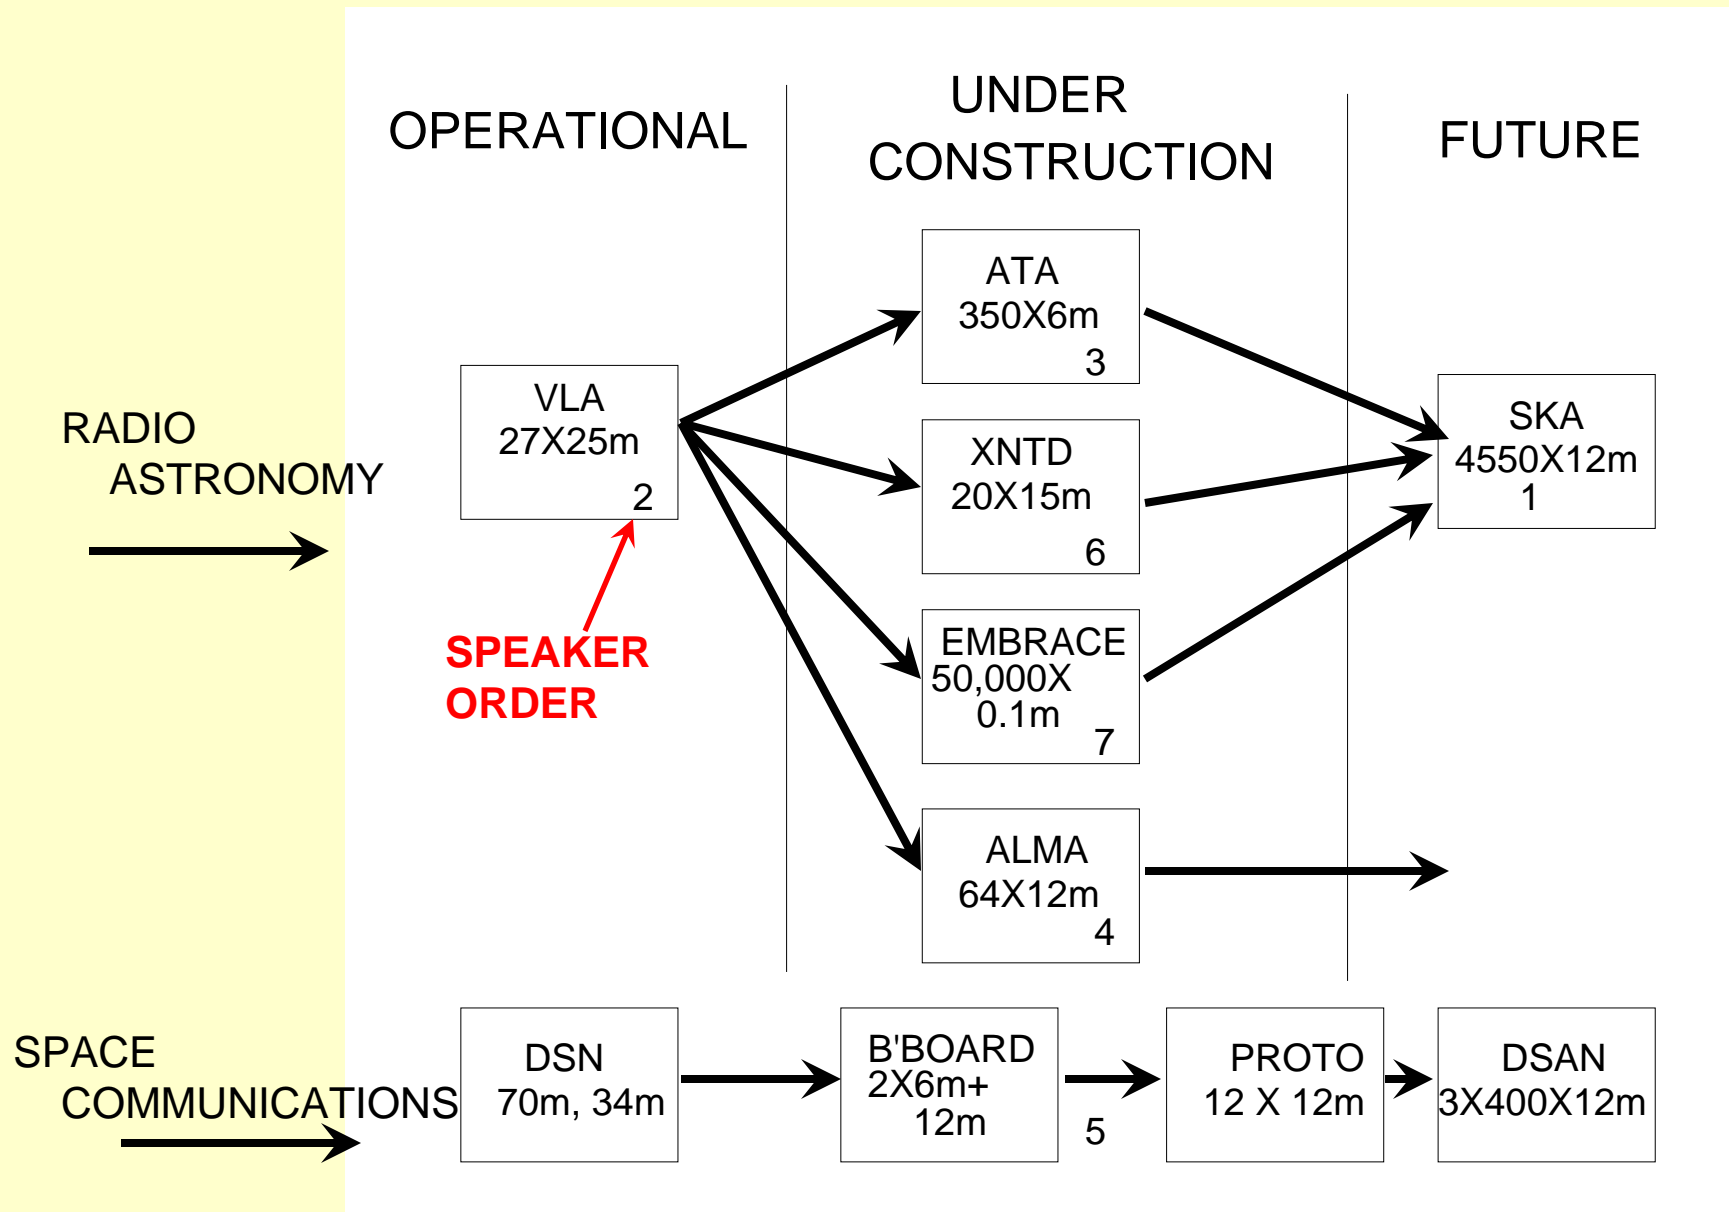 OPERATIONAL
UNDER
CONSTRUCTION
FUTURE
RADIO
ASTRONOMY
VLA
27X25m
2
SPEAKER
ORDER
ATA
350X6m
3
XNTD
20X15m
6
EMBRACE
50,000X
0.1m
7
ALMA
64X12m
4
SKA
4550X12m
1
SPACE
COMMUNICATIONS
DSN
70m, 34m
B'BOARD
2X6m+
12m
5
PROTO
12 X 12m
DSAN
3X400X12m